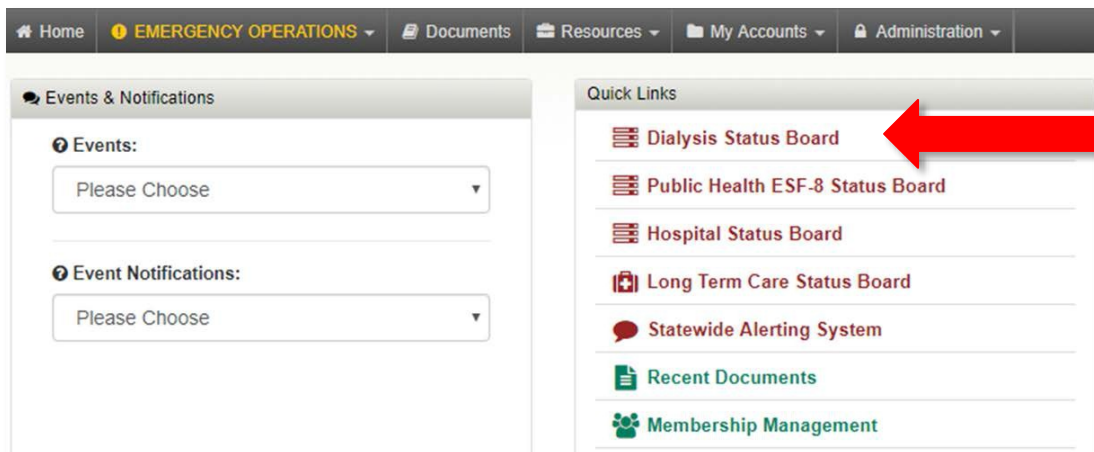 Home EMERGENCY OPERATIONS Documents Resources My Accounts Administration
Events & Notifications
Events:
Please Choose
Event Notifications:
Please Choose
Quick Links
Dialysis Status Board
Public Health ESF-8 Status Board
Hospital Status Board
Long Term Care Status Board
Statewide Alerting System
Recent Documents
Membership Management